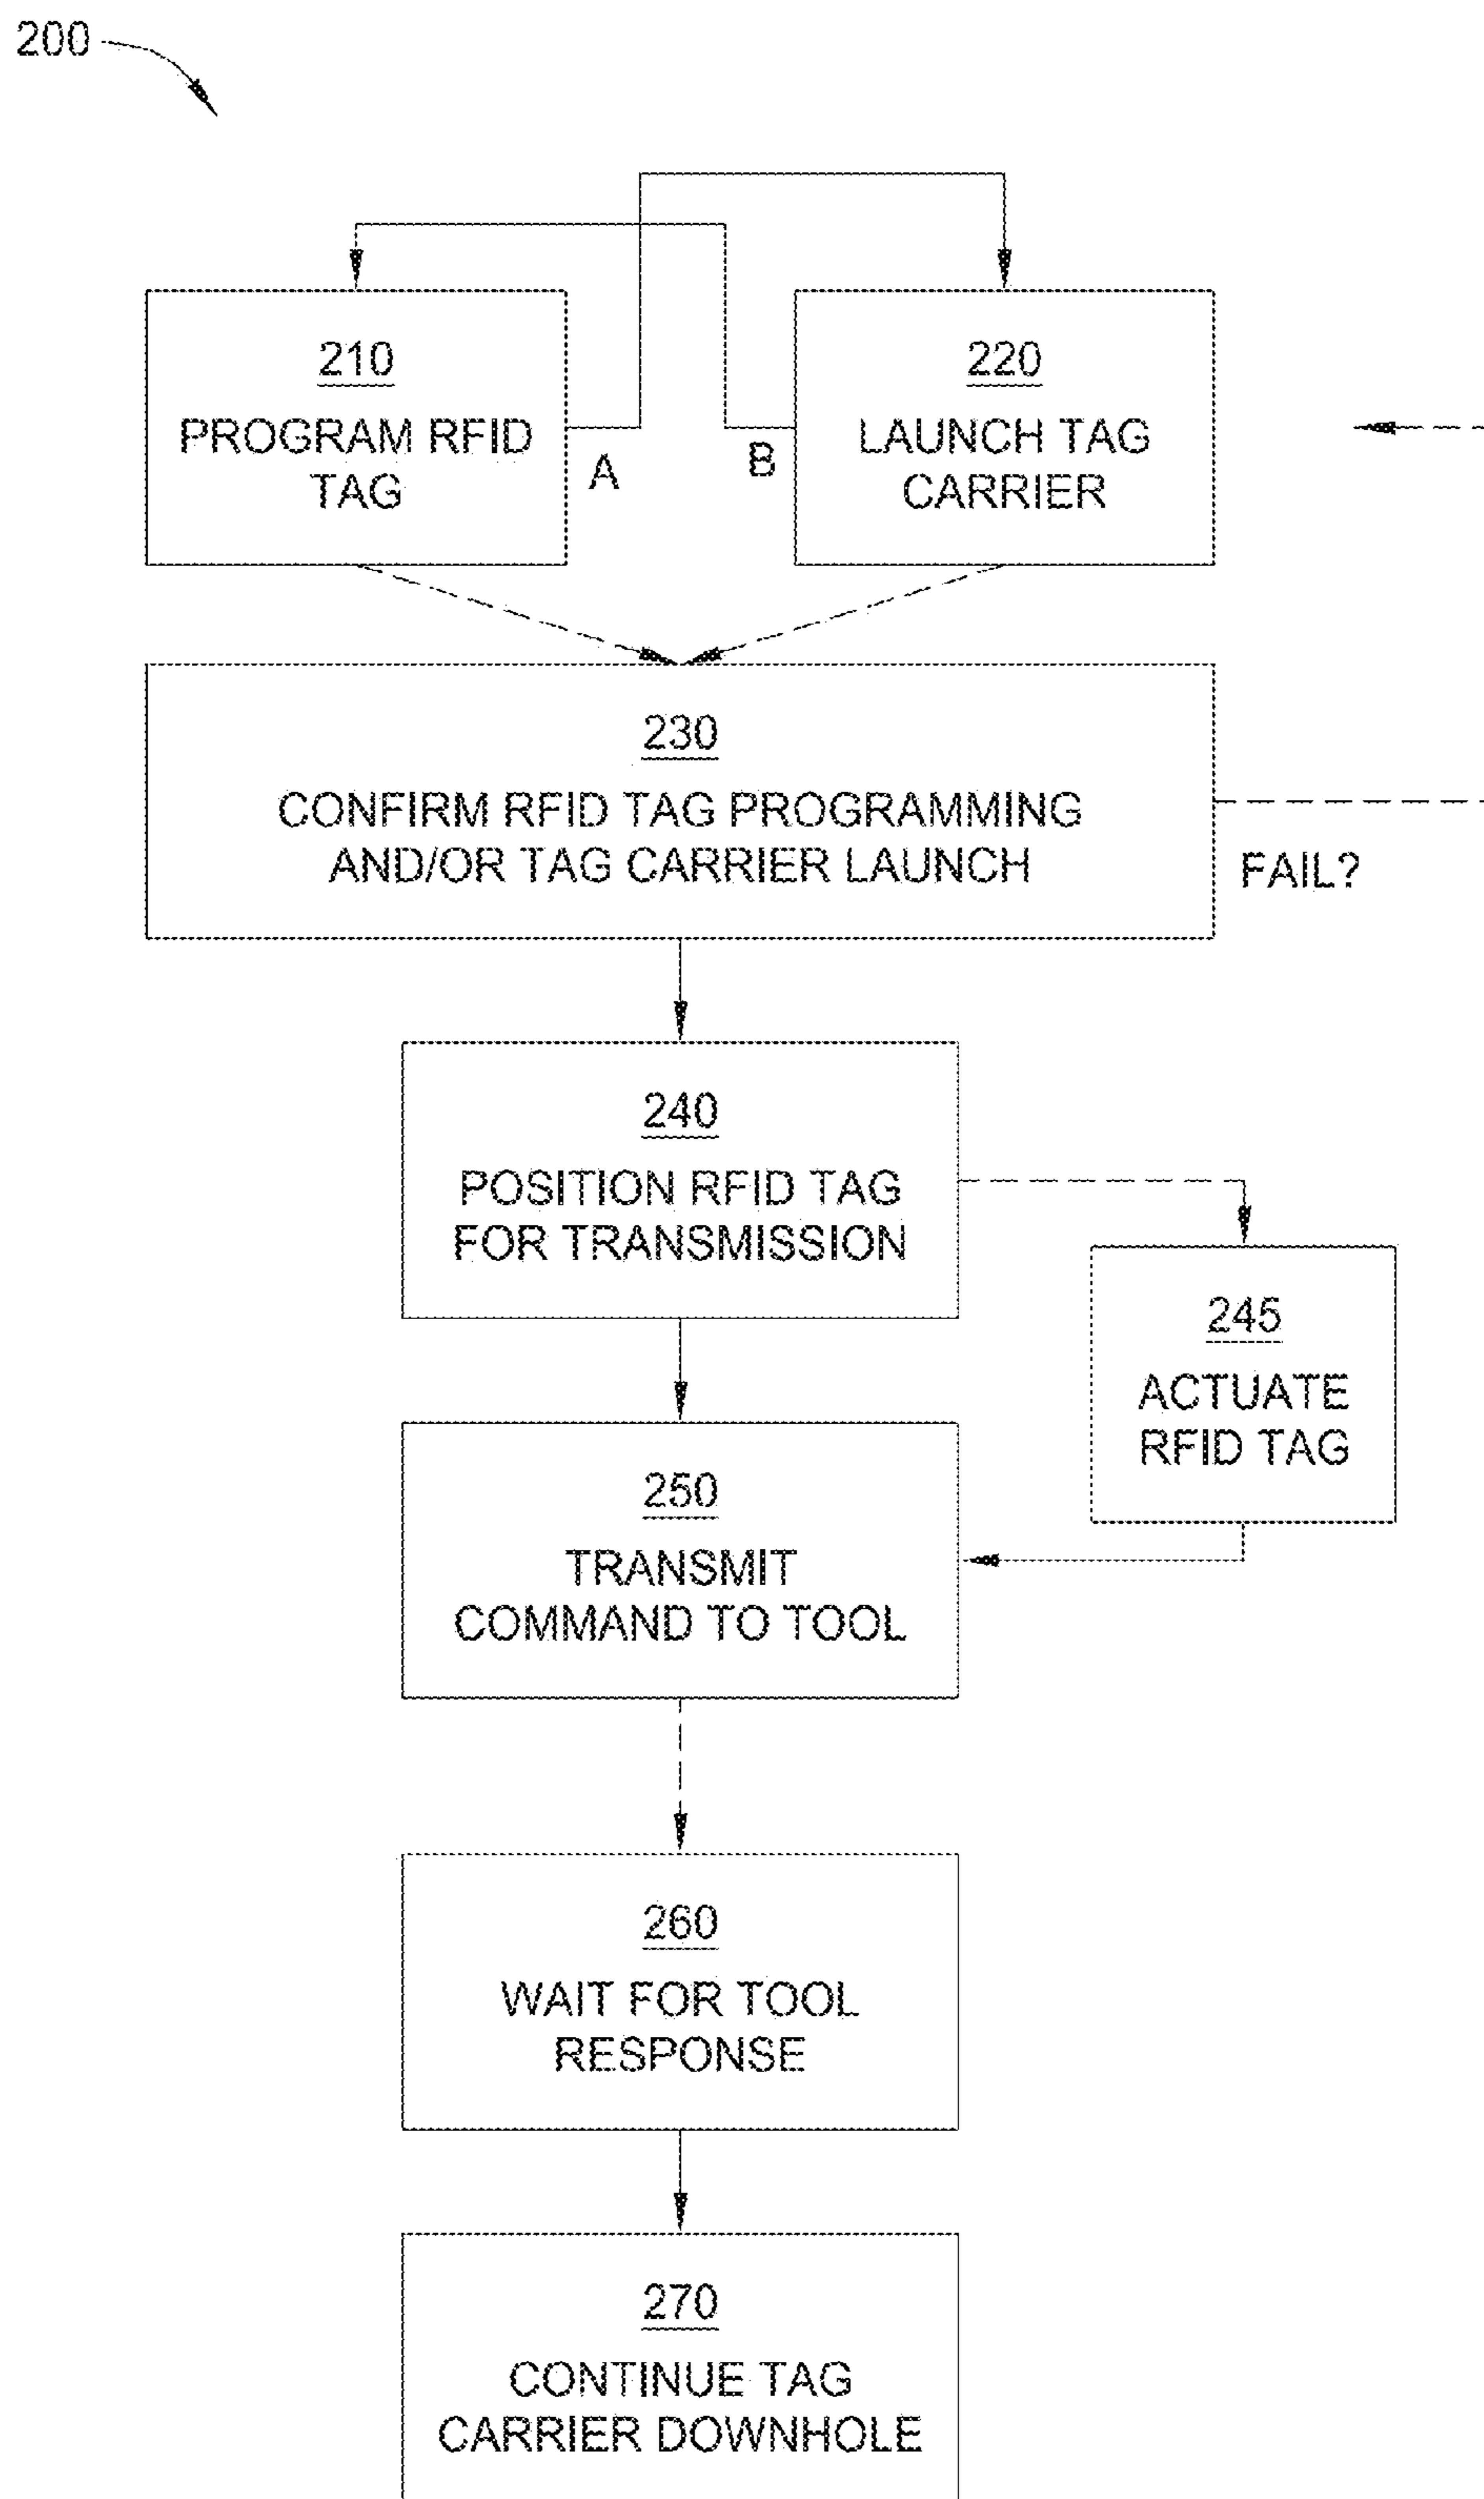 200
210
PROGRAM RFID
TAG
A
B
220
LAUNCH TAG
CARRIER
230
CONFIRM RFID TAG PROGRAMMING
AND/OR TAG CARRIER LAUNCH
FAIL?
240
POSITION RFID TAG
FOR TRANSMISSION
245
ACTUATE
RFID TAG
250
TRANSMIT
COMMAND TO TOOL
260
WAIT FOR TOOL
RESPONSE
270
CONTINUE TAG
CARRIER DOWNHOLE